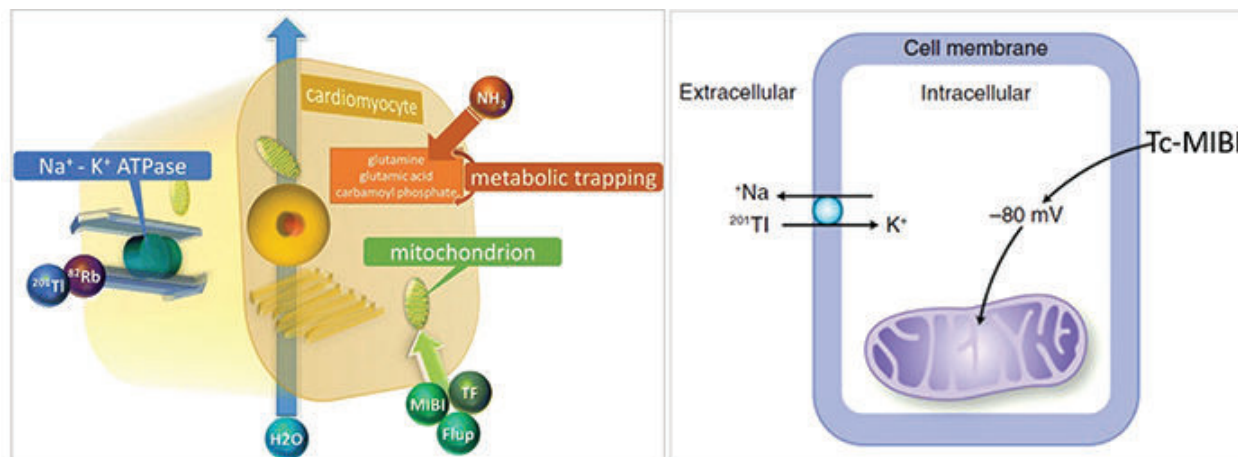 cardiomyocyte
NH₃
Na⁺ - K⁺ ATPase
glutamine
glutamic acid
carbamoyl phosphate
metabolic trapping
mitochondrion
²⁰¹Tl
⁸²Rb
MIBI
TF
Flup
H2O
Cell membrane
Extracellular
Intracellular
Tc-MIBI
⁺Na
²⁰¹Tl
K⁺
–80 mV